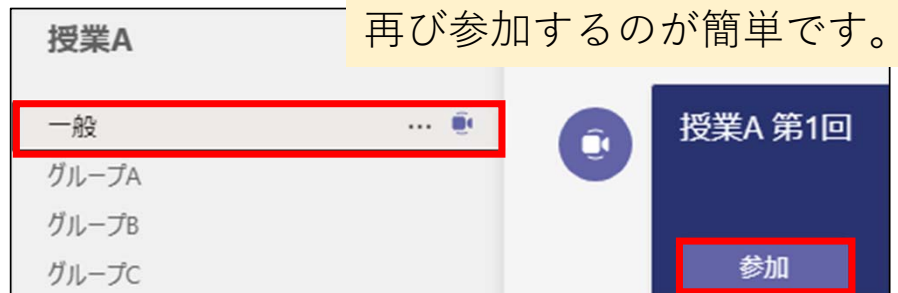 再び参加するのが簡単です。
授業A
一般 ...
グループA
グループB
グループC
授業A 第1回
参加